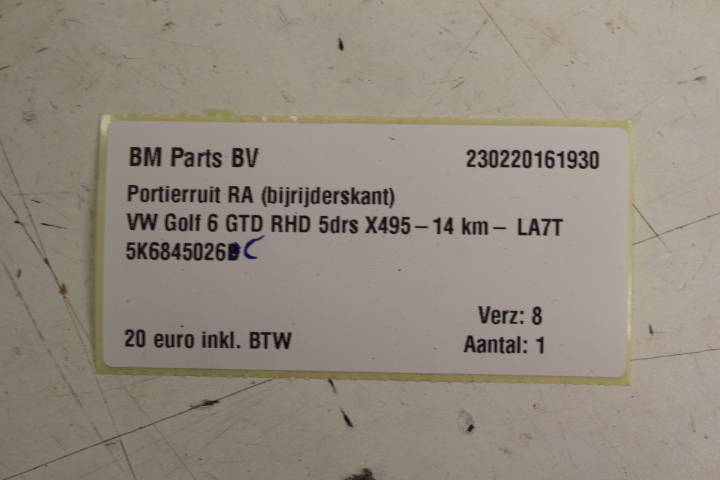 BM Parts BV 230220161930
Portierruit RA (bijrijderskant)
VW Golf 6 GTD RHD 5drs X495 – 14 km – LA7T
5K6845026C
Verz: 8
20 euro inkl. BTW Aantal: 1